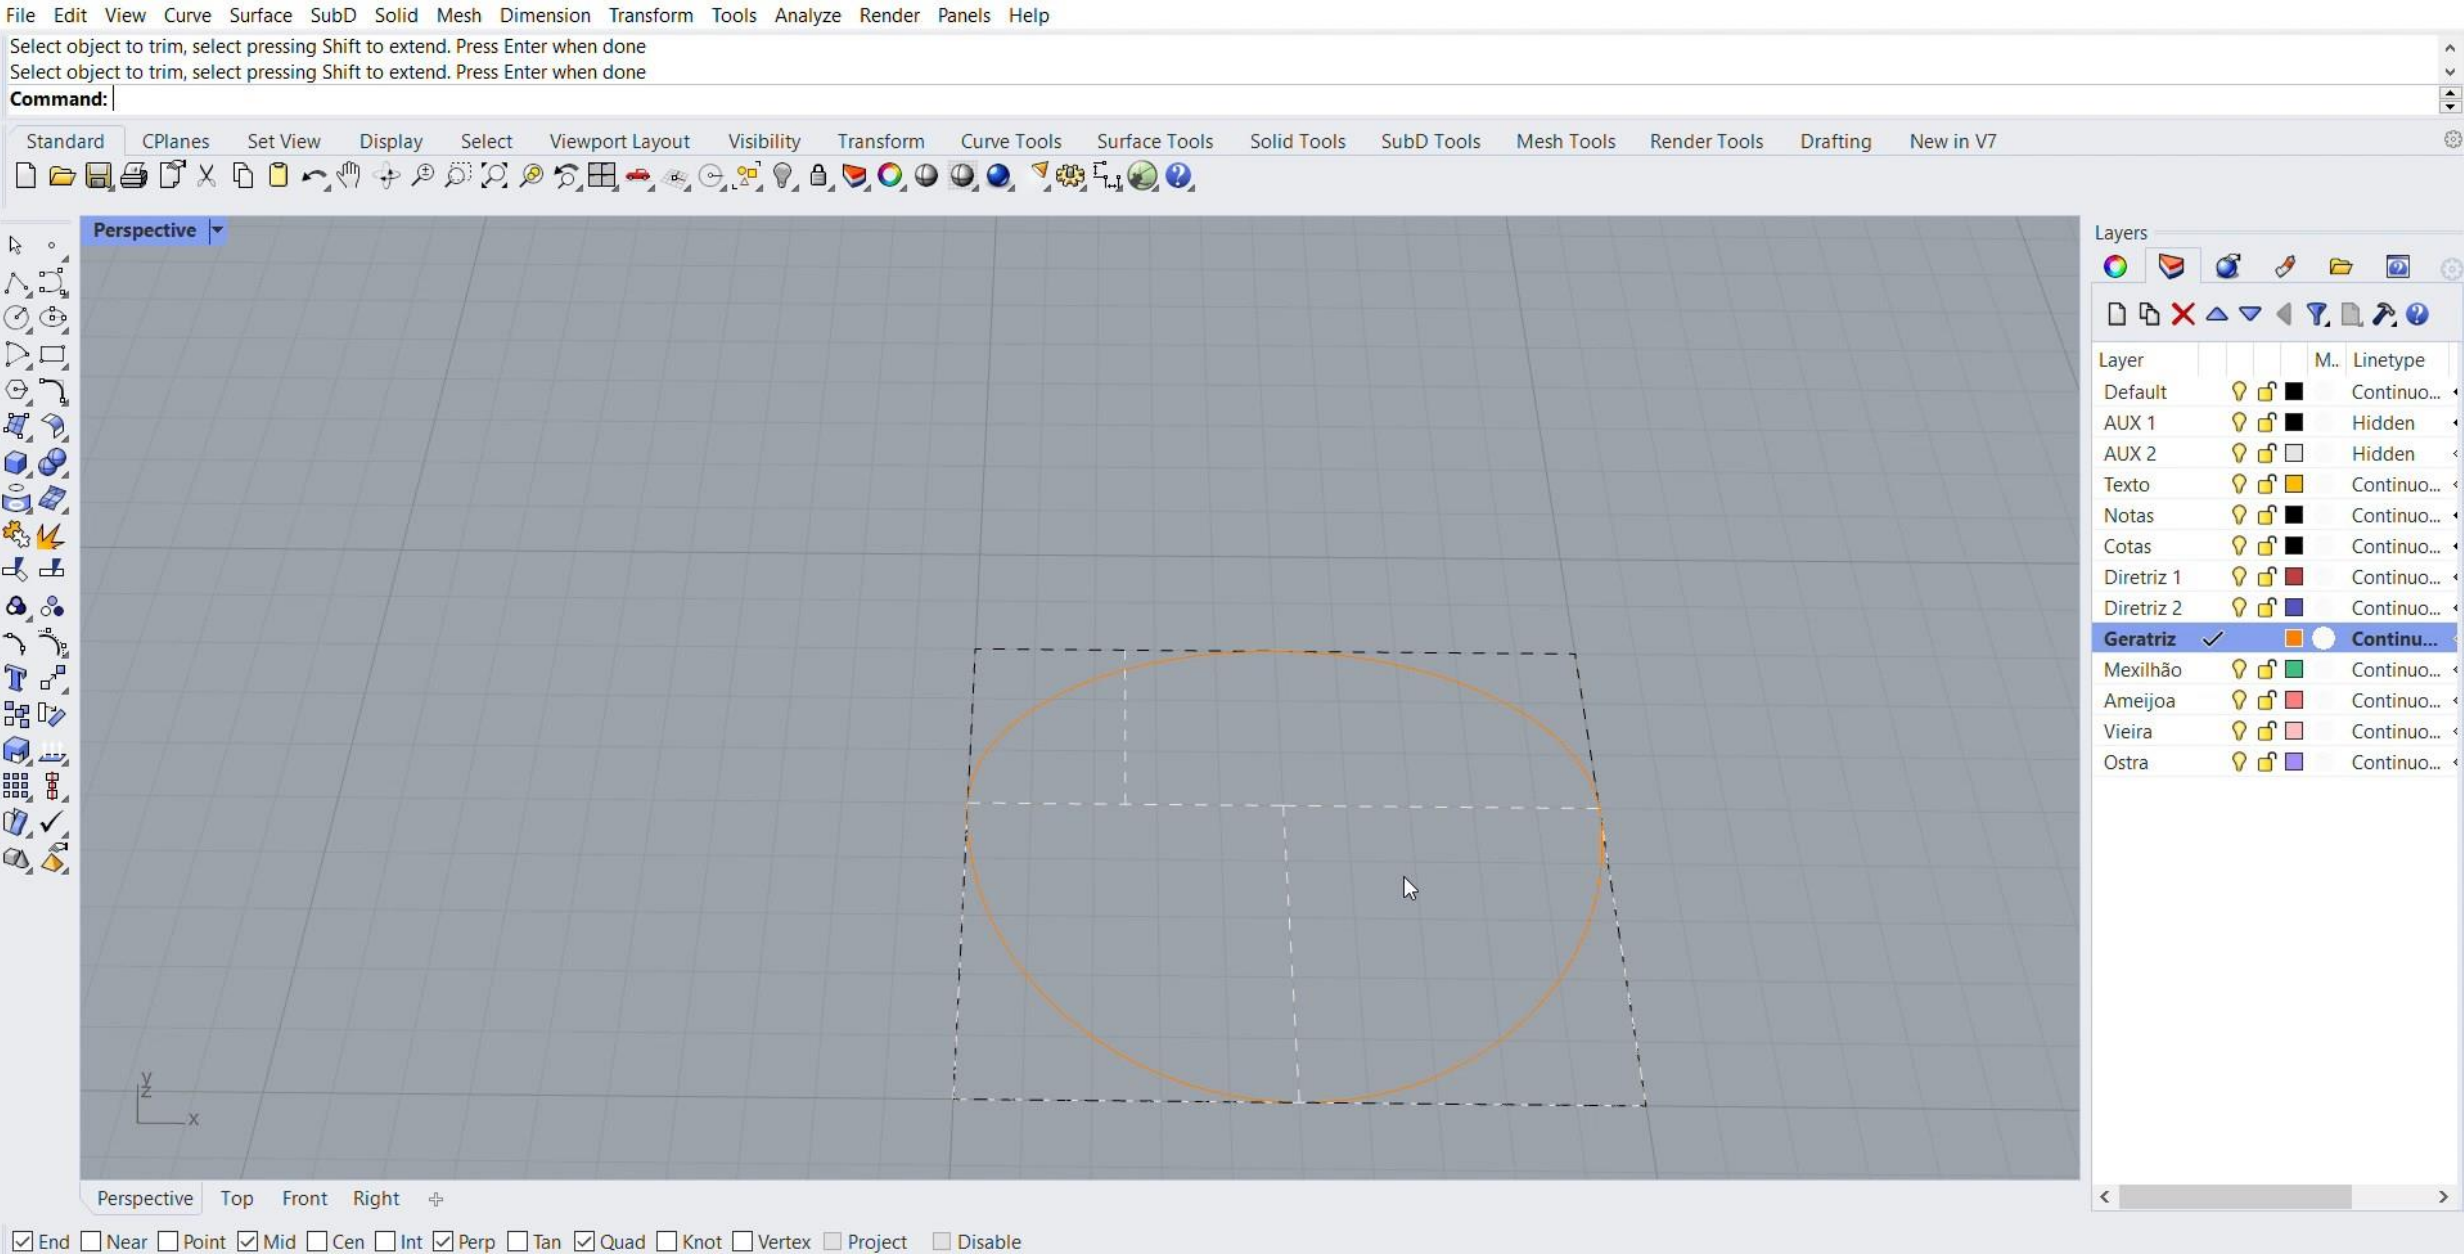 File Edit View Curve Surface SubD Solid Mesh Dimension Transform Tools Analyze Render Panels Help
Select object to trim, select pressing Shift to extend. Press Enter when done
Select object to trim, select pressing Shift to extend. Press Enter when done
Command:
Standard CPlanes Set View Display Select Viewport Layout Visibility Transform Curve Tools Surface Tools Solid Tools SubD Tools Mesh Tools Render Tools Drafting New in V7
Perspective
Layers
Layer M.. Linetype
Default Continuo...
AUX 1 Hidden
AUX 2 Hidden
Texto Continuo...
Notas Continuo...
Cotas Continuo...
Diretriz 1 Continuo...
Diretriz 2 Continuo...
Geratriz Continu...
Mexilhão Continuo...
Ameijoa Continuo...
Vieira Continuo...
Ostra Continuo...
y
z
x
Perspective Top Front Right
End Near Point Mid Cen Int Perp Tan Quad Knot Vertex Project Disable